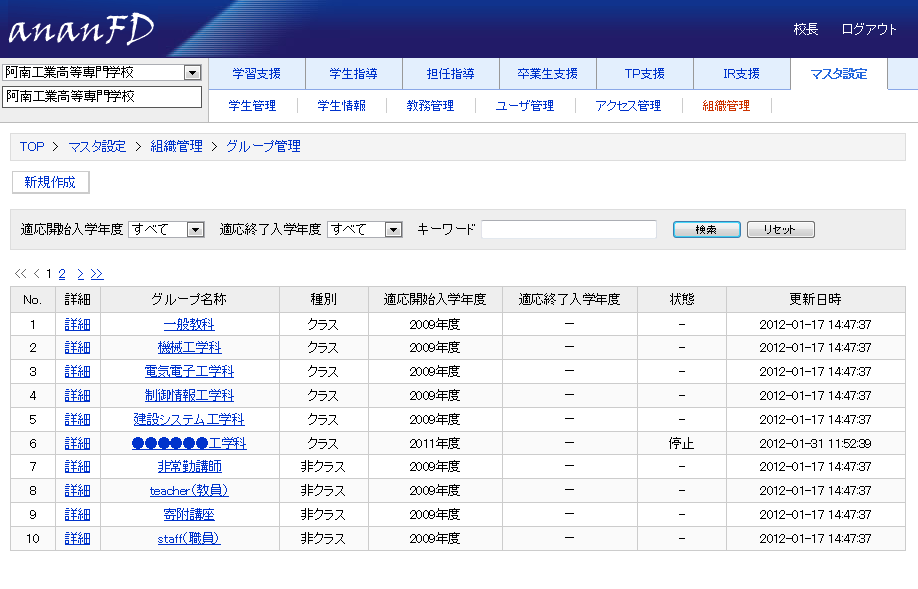 ananFD
校長 ログアウト
阿南工業高等専門学校
阿南工業高等専門学校
学習支援 学生指導 担任指導 卒業生支援 TP支援 IR支援 マスタ設定
学生管理 学生情報 教務管理 ユーザ管理 アクセス管理 組織管理
TOP > マスタ設定 > 組織管理 > グループ管理
新規作成
適応開始入学年度 すべて 適応終了入学年度 すべて キーワード 検索 リセット
<< < 1 2 > >>
No. 詳細 グループ名称 種別 適応開始入学年度 適応終了入学年度 状態 更新日時
1 詳細 一般教科 クラス 2009年度 － - 2012-01-17 14:47:37
2 詳細 機械工学科 クラス 2009年度 － - 2012-01-17 14:47:37
3 詳細 電気電子工学科 クラス 2009年度 － - 2012-01-17 14:47:37
4 詳細 制御情報工学科 クラス 2009年度 － - 2012-01-17 14:47:37
5 詳細 建設システム工学科 クラス 2009年度 － - 2012-01-17 14:47:37
6 詳細 ●●●●●●工学科 クラス 2011年度 － 停止 2012-01-31 11:52:39
7 詳細 非常勤講師 非クラス 2009年度 － - 2012-01-17 14:47:37
8 詳細 teacher(教員) 非クラス 2009年度 － - 2012-01-17 14:47:37
9 詳細 寄附講座 非クラス 2009年度 － - 2012-01-17 14:47:37
10 詳細 staff(職員) 非クラス 2009年度 － - 2012-01-17 14:47:37